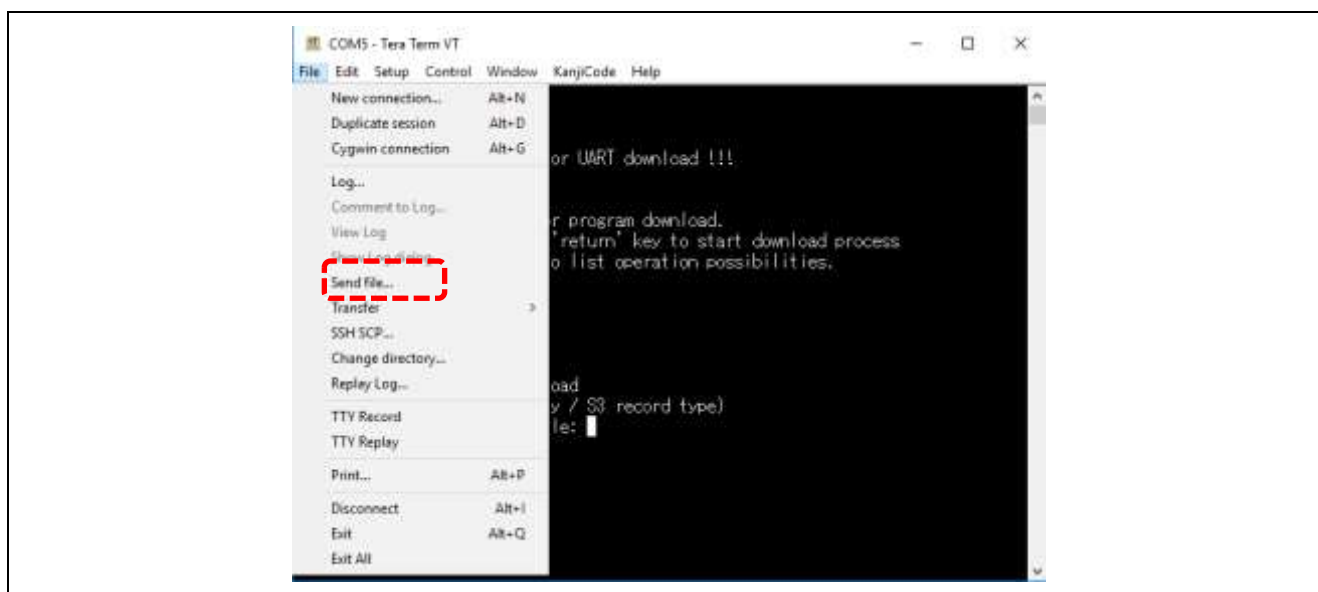 COM5 - Tera Term VT
File Edit Setup Control Window KanjiCode Help
New connection... Alt+N
Duplicate session Alt+D
Cygwin connection Alt+G
Log...
Comment to Log...
View Log
Show Log dialog...
Send file...
Transfer >
SSH SCP...
Change directory...
Replay Log...
TTY Record
TTY Replay
Print... Alt+P
Disconnect Alt+I
Exit Alt+Q
Exit All
or UART download !!!
r program download.
'return' key to start download process
o list operation possibilities.
oad
y / S3 record type)
le: